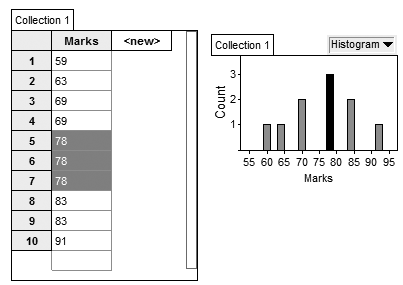 Collection 1
Marks <new>
1 59
2 63
3 69
4 69
5 78
6 78
7 78
8 83
9 83
10 91
Collection 1 Histogram
3
2
1
Count
55 60 65 70 75 80 85 90 95
Marks